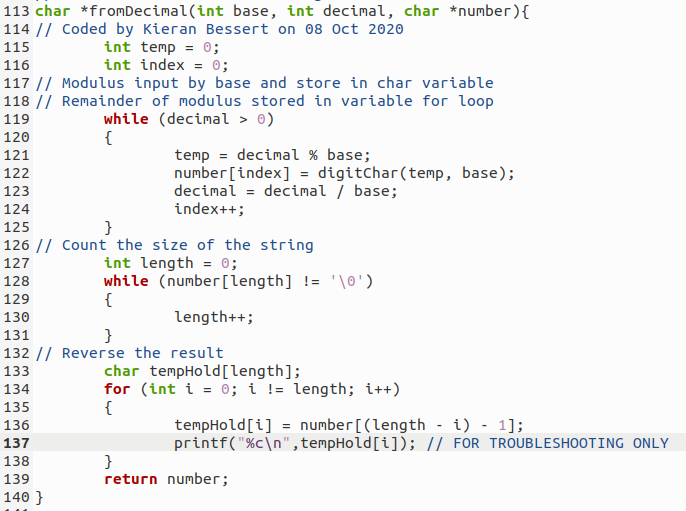 113 char *fromDecimal(int base, int decimal, char *number){
114 // Coded by Kieran Bessert on 08 Oct 2020
115         int temp = 0;
116         int index = 0;
117 // Modulus input by base and store in char variable
118 // Remainder of modulus stored in variable for loop
119         while (decimal > 0)
120         {
121                 temp = decimal % base;
122                 number[index] = digitChar(temp, base);
123                 decimal = decimal / base;
124                 index++;
125         }
126 // Count the size of the string
127         int length = 0;
128         while (number[length] != '\0')
129         {
130                 length++;
131         }
132 // Reverse the result
133         char tempHold[length];
134         for (int i = 0; i != length; i++)
135         {
136                 tempHold[i] = number[(length - i) - 1];
137                 printf("%c\n",tempHold[i]); // FOR TROUBLESHOOTING ONLY
138         }
139         return number;
140 }